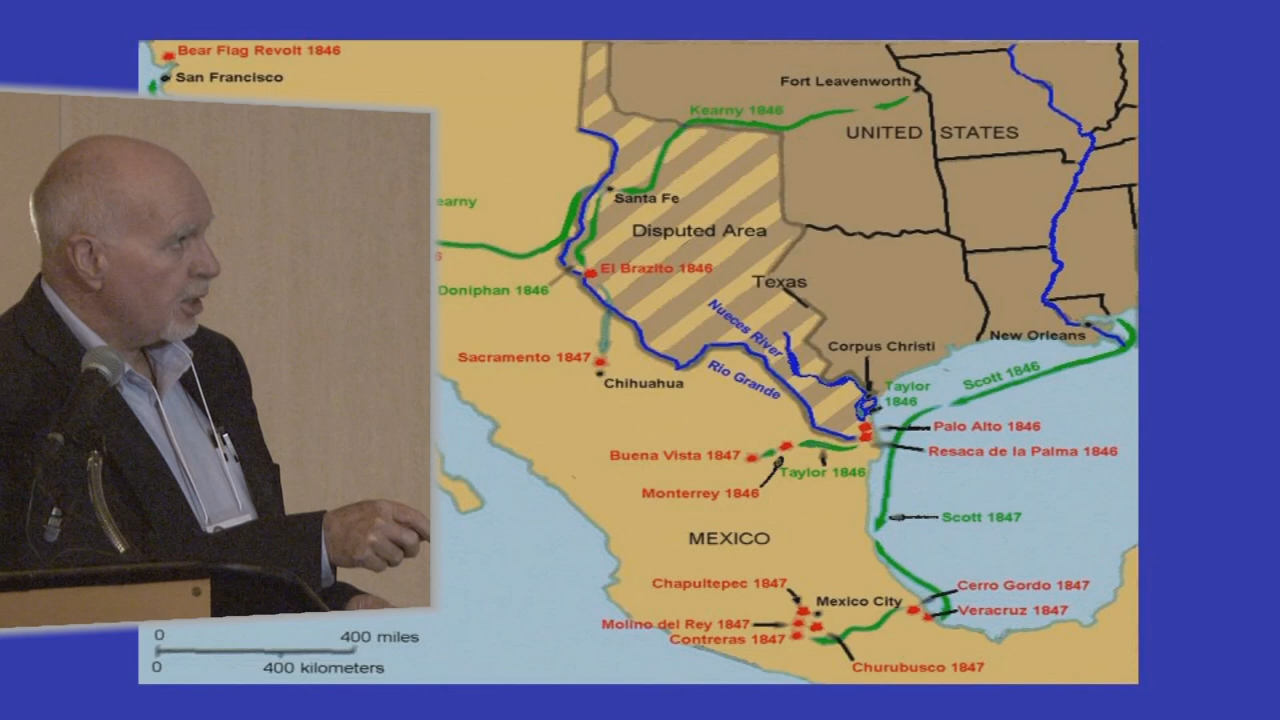 Bear Flag Revolt 1846
San Francisco
Fort Leavenworth
Kearny 1846
UNITED STATES
Santa Fe
earny
Disputed Area
6
El Brazito 1846
Texas
Doniphan 1846
Nueces River
New Orleans
Corpus Christi
Sacramento 1847
Rio Grande
Scott 1846
Chihuahua
Taylor
1846
Palo Alto 1846
Resaca de la Palma 1846
Buena Vista 1847
Taylor 1846
Monterrey 1846
Scott 1847
MEXICO
Chapultepec 1847
Cerro Gordo 1847
Mexico City
Veracruz 1847
Molino del Rey 1847
Contreras 1847
Churubusco 1847
0 400 miles
0 400 kilometers